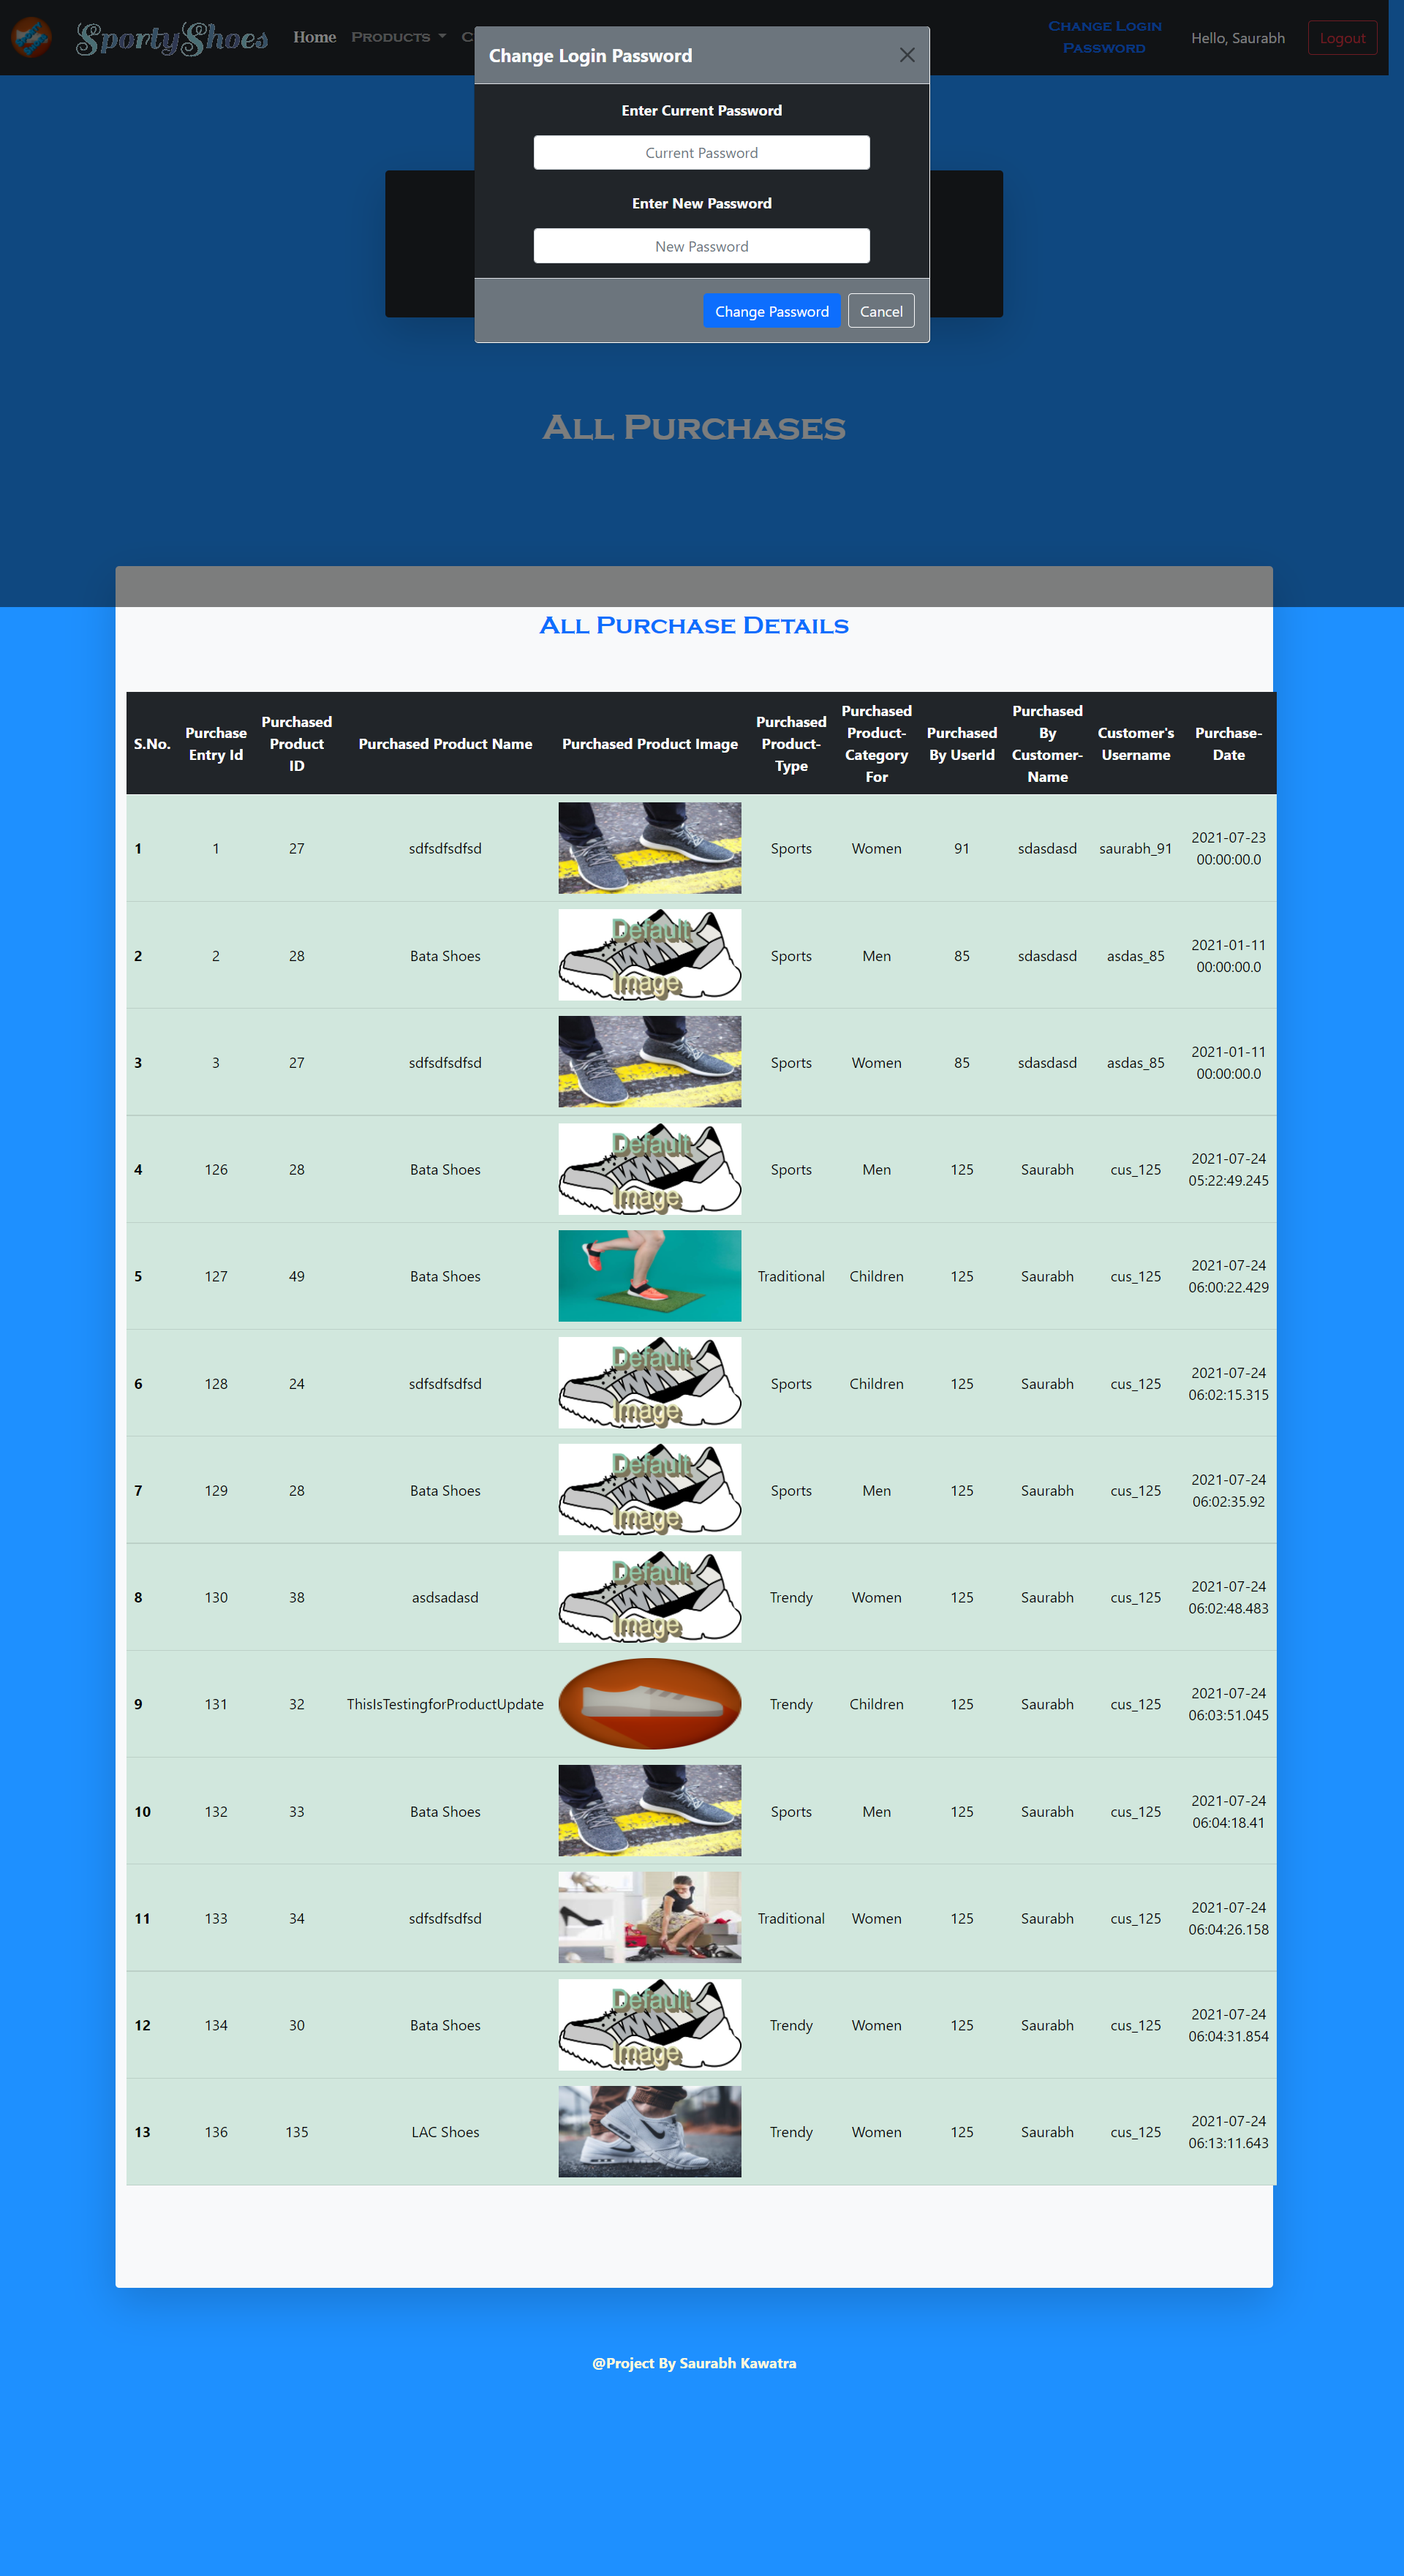 SportyShoes Home Products Change Login Password Hello, Saurabh Logout
Change Login Password
Enter Current Password
Current Password
Enter New Password
New Password
Change Password Cancel
All Purchases
All Purchase Details
S.No. Purchase Entry Id Purchased Product ID Purchased Product Name Purchased Product Image Purchased Product-Type Purchased Product-Category For Purchased By UserId Purchased By Customer-Name Customer's Username Purchase-Date
1 1 27 sdfsdfsdfsd Sports Women 91 sdasdasd saurabh_91 2021-07-23 00:00:00.0
2 2 28 Bata Shoes Default Image Sports Men 85 sdasdasd asdas_85 2021-01-11 00:00:00.0
3 3 27 sdfsdfsdfsd Sports Women 85 sdasdasd asdas_85 2021-01-11 00:00:00.0
4 126 28 Bata Shoes Default Image Sports Men 125 Saurabh cus_125 2021-07-24 05:22:49.245
5 127 49 Bata Shoes Traditional Children 125 Saurabh cus_125 2021-07-24 06:00:22.429
6 128 24 sdfsdfsdfsd Default Image Sports Children 125 Saurabh cus_125 2021-07-24 06:02:15.315
7 129 28 Bata Shoes Default Image Sports Men 125 Saurabh cus_125 2021-07-24 06:02:35.92
8 130 38 asdsadasd Default Image Trendy Women 125 Saurabh cus_125 2021-07-24 06:02:48.483
9 131 32 ThisIsTestingforProductUpdate Trendy Children 125 Saurabh cus_125 2021-07-24 06:03:51.045
10 132 33 Bata Shoes Sports Men 125 Saurabh cus_125 2021-07-24 06:04:18.41
11 133 34 sdfsdfsdfsd Traditional Women 125 Saurabh cus_125 2021-07-24 06:04:26.158
12 134 30 Bata Shoes Default Image Trendy Women 125 Saurabh cus_125 2021-07-24 06:04:31.854
13 136 135 LAC Shoes Trendy Women 125 Saurabh cus_125 2021-07-24 06:13:11.643
@Project By Saurabh Kawatra